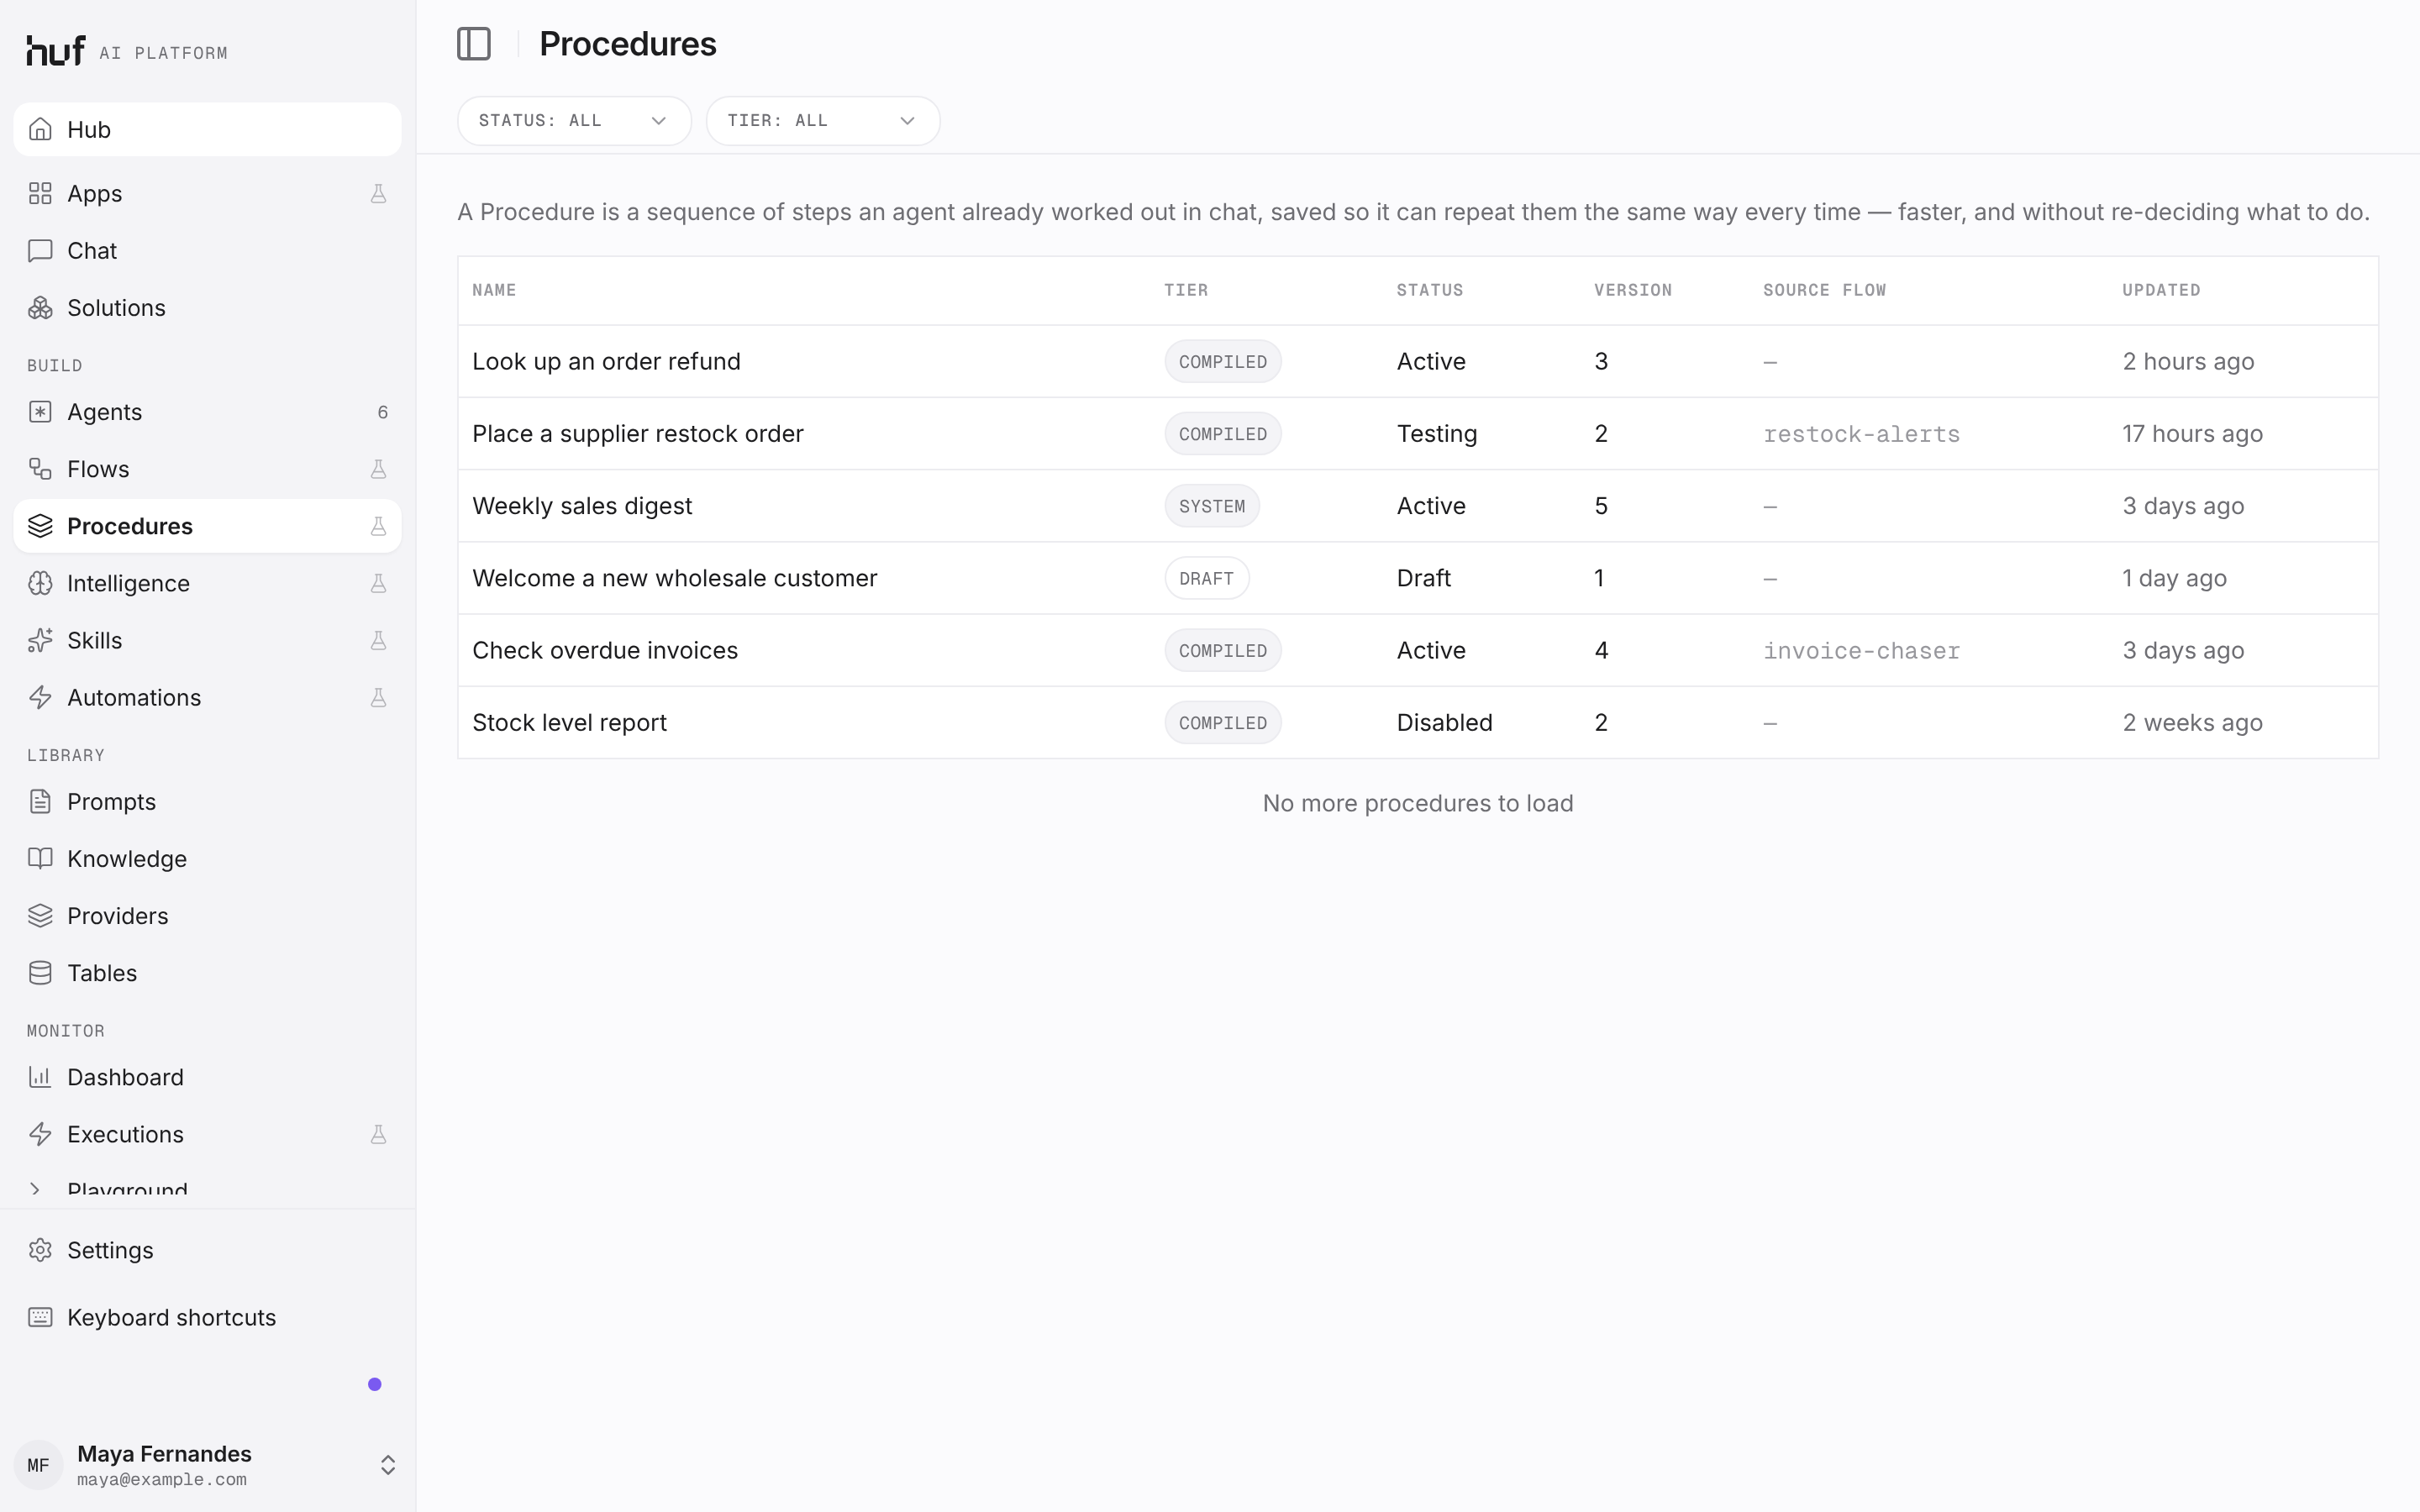 huf AI PLATFORM
Hub
Apps
Chat
Solutions
BUILD
Agents 6
Flows
Procedures
Intelligence
Skills
Automations
LIBRARY
Prompts
Knowledge
Providers
Tables
MONITOR
Dashboard
Executions
Playground
Settings
Keyboard shortcuts
MF Maya Fernandes
maya@example.com
Procedures
STATUS: ALL TIER: ALL
A Procedure is a sequence of steps an agent already worked out in chat, saved so it can repeat them the same way every time — faster, and without re-deciding what to do.
NAME TIER STATUS VERSION SOURCE FLOW UPDATED
Look up an order refund COMPILED Active 3 — 2 hours ago
Place a supplier restock order COMPILED Testing 2 restock-alerts 17 hours ago
Weekly sales digest SYSTEM Active 5 — 3 days ago
Welcome a new wholesale customer DRAFT Draft 1 — 1 day ago
Check overdue invoices COMPILED Active 4 invoice-chaser 3 days ago
Stock level report COMPILED Disabled 2 — 2 weeks ago
No more procedures to load